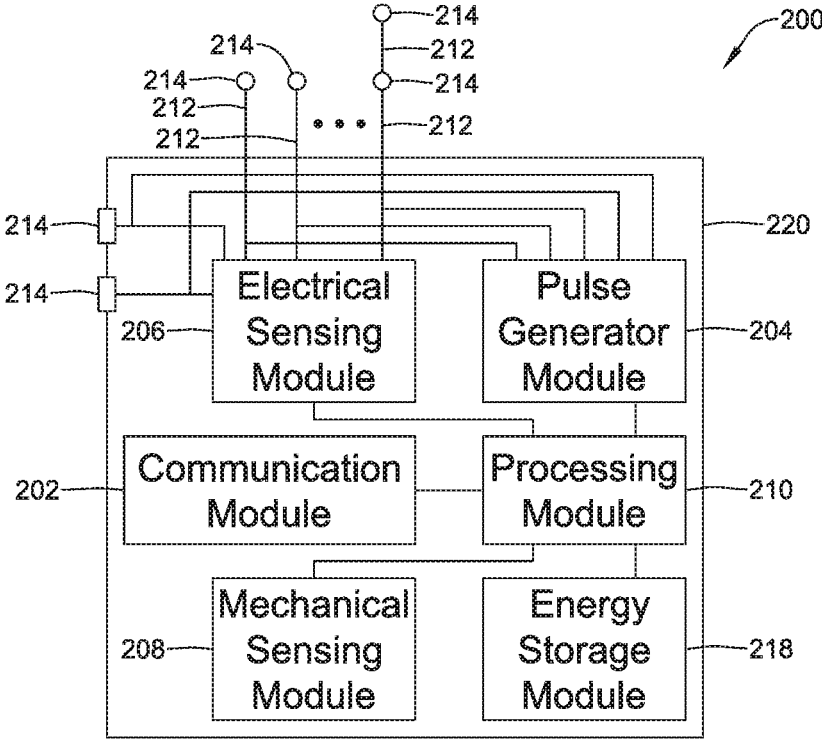 214
200
214
212
214
214
212
212
212
214
220
214
Electrical
Sensing
Module
206
Pulse
Generator
Module
204
Communication
Module
202
Processing
Module
210
Mechanical
Sensing
Module
208
Energy
Storage
Module
218